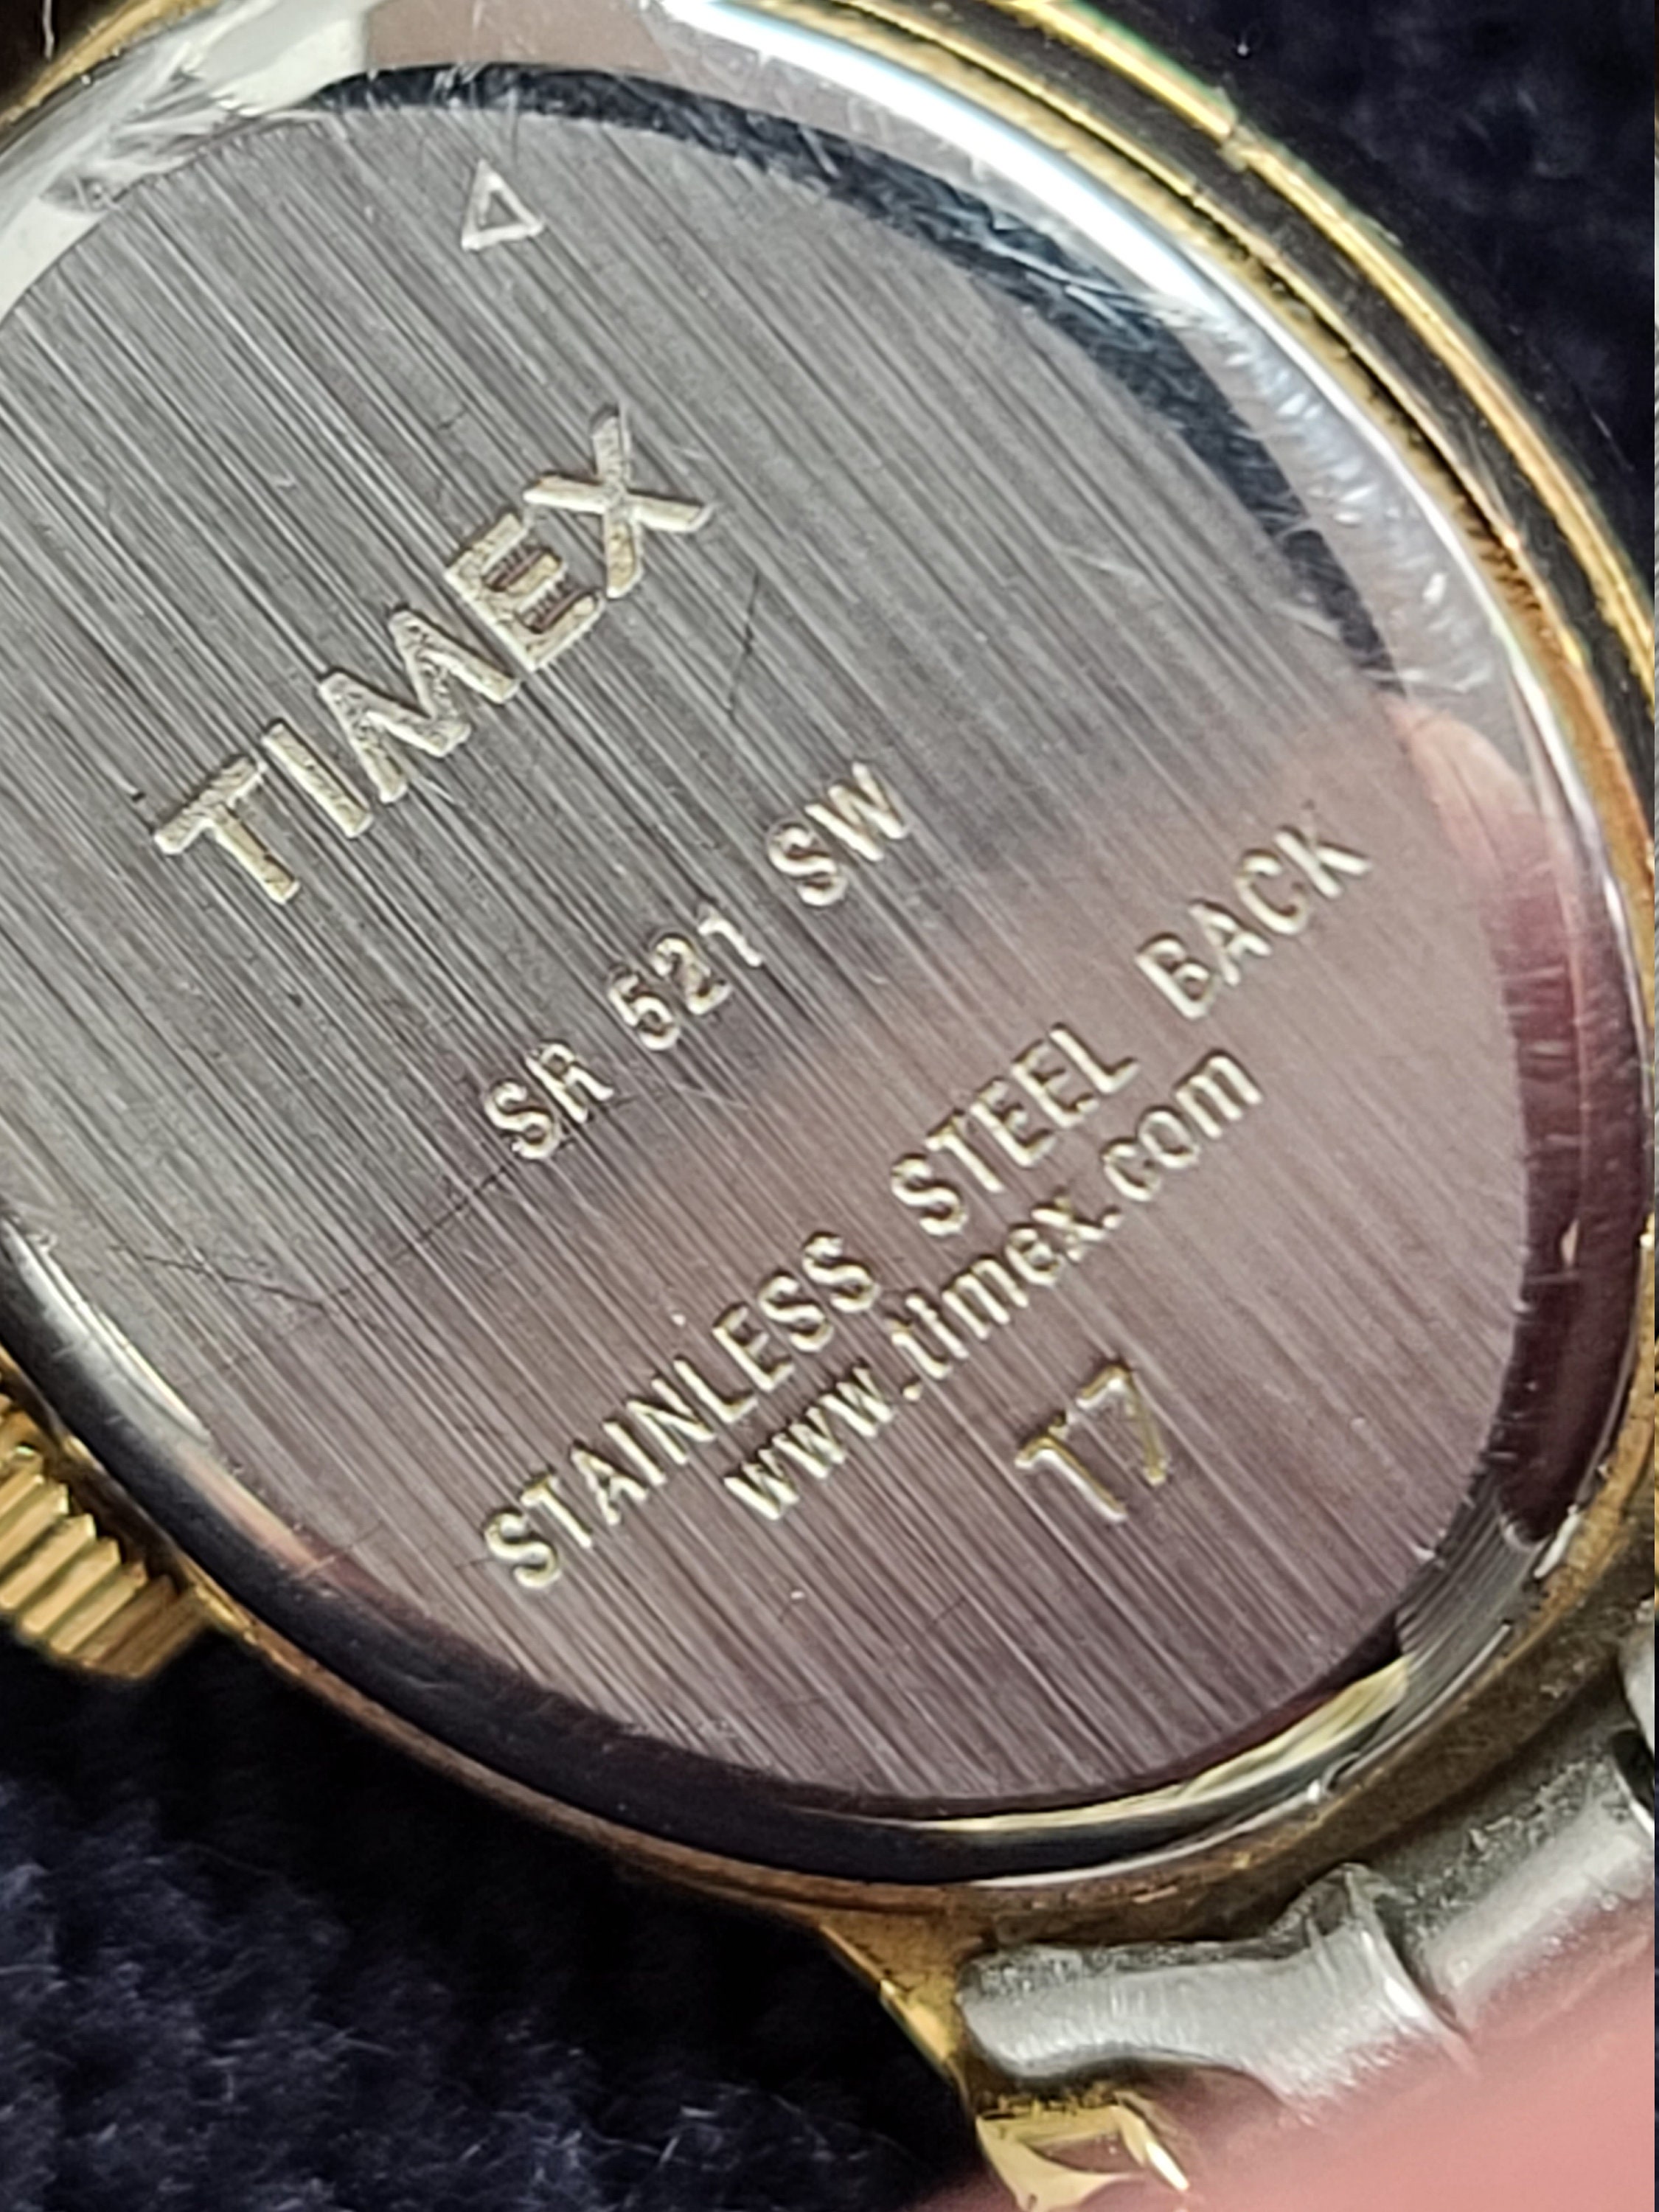 TIMEX
SR 521 SW
STAINLESS STEEL BACK
www.timex.com
T7